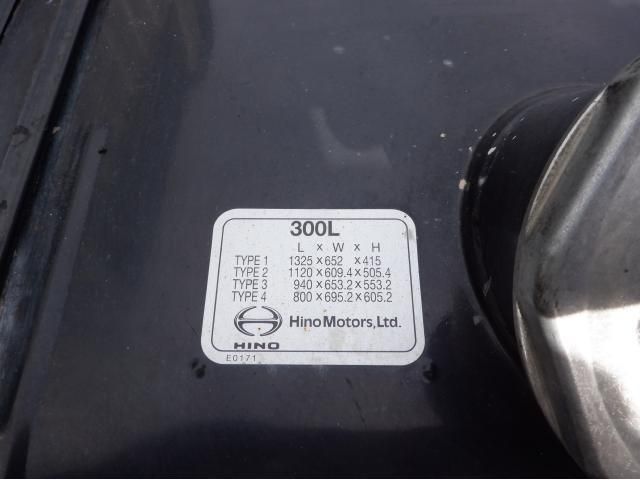 300L
L × W × H
TYPE 1 1325×652 ×415
TYPE 2 1120×609.4×505.4
TYPE 3 940×653.2×553.2
TYPE 4 800×695.2×605.2
HINO
Hino Motors,Ltd.
E0171